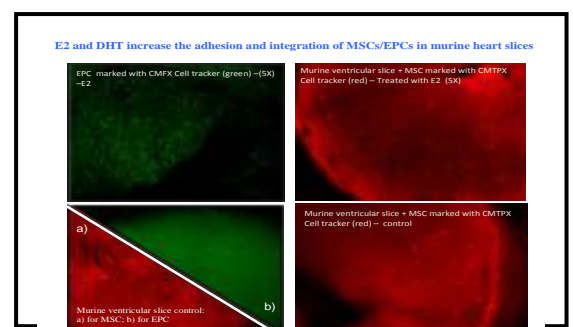 E2 and DHT increase the adhesion and integration of MSCs/EPCs in murine heart slices
EPC marked with CMFX Cell tracker (green) –(5X)
–E2
Murine ventricular slice + MSC marked with CMTPX
Cell tracker (red) – Treated with E2 (5X)
a)
b)
Murine ventricular slice control:
a) for MSC; b) for EPC
Murine ventricular slice + MSC marked with CMTPX
Cell tracker (red) – control